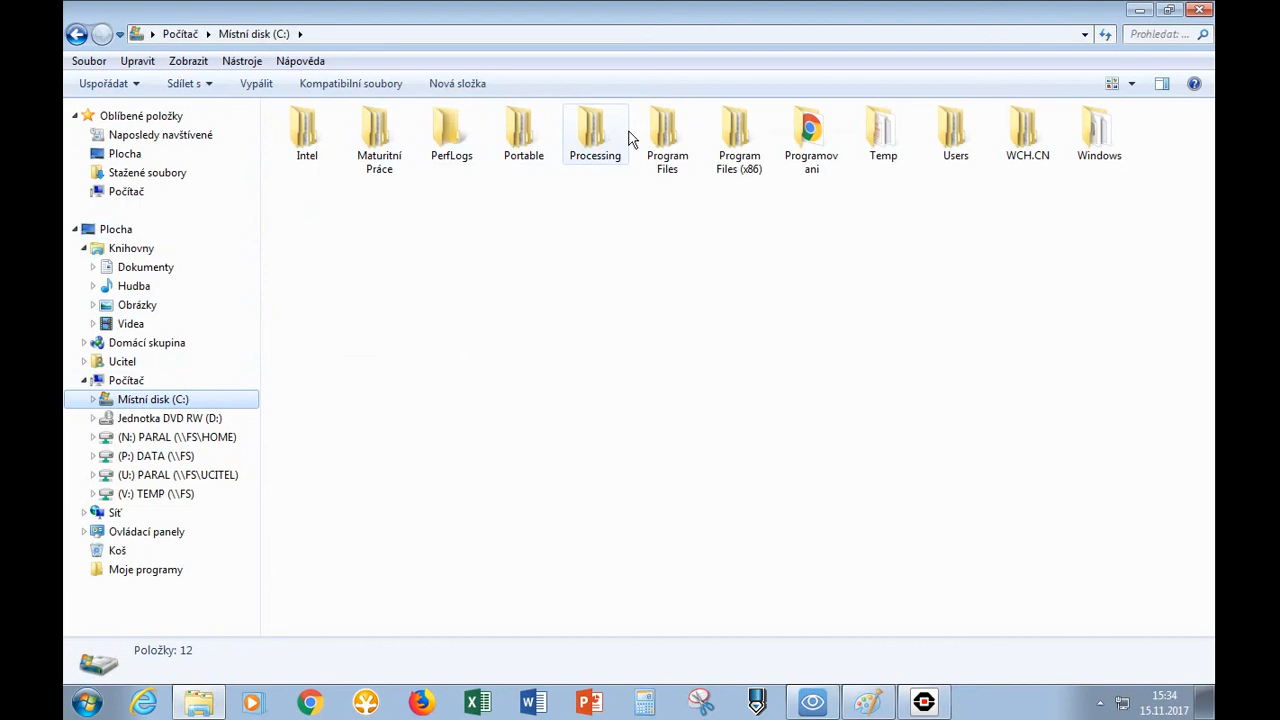 Počítač
Místní disk (C:)
Prohledat: ...
Soubor Upravit Zobrazit Nástroje Nápověda
Uspořádat Sdílet s Vypálit Kompatibilní soubory Nová složka
Oblíbené položky
Naposledy navštívené
Plocha
Stažené soubory
Počítač
Plocha
Knihovny
Dokumenty
Hudba
Obrázky
Videa
Domácí skupina
Ucitel
Počítač
Místní disk (C:)
Jednotka DVD RW (D:)
(N:) PARAL (\\FS\HOME)
(P:) DATA (\\FS)
(U:) PARAL (\\FS\UCITEL)
(V:) TEMP (\\FS)
Síť
Ovládací panely
Koš
Moje programy
Intel
Maturitní
Práce
PerfLogs
Portable
Processing
Program
Files
Program
Files (x86)
Programov
ani
Temp
Users
WCH.CN
Windows
Položky: 12
15:34
15.11.2017